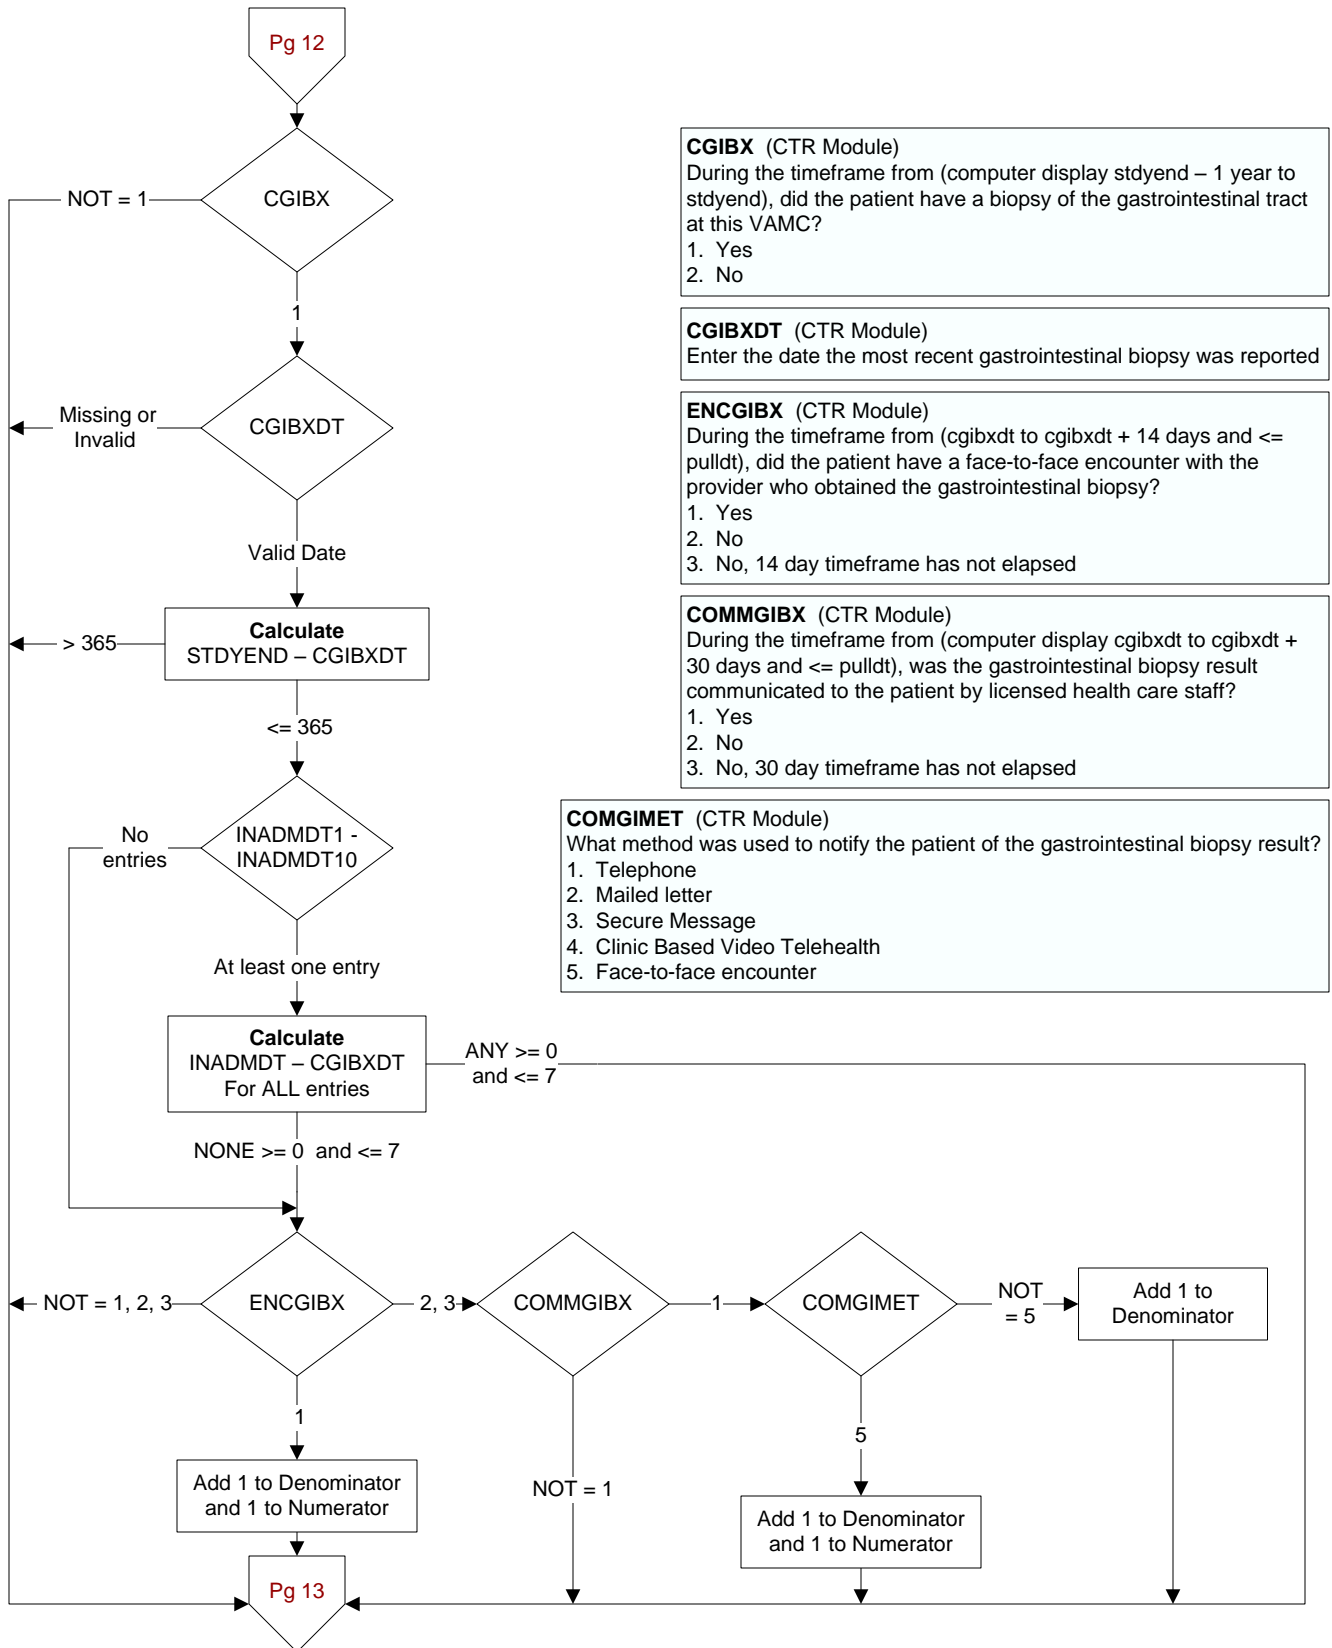 Pg 12
CGIBX
NOT = 1
1
CGIBXDT
Missing or
Invalid
Valid Date
Calculate
STDYEND – CGIBXDT
> 365
<= 365
INADMDT1 -
INADMDT10
No
entries
At least one entry
Calculate
INADMDT – CGIBXDT
For ALL entries
ANY >= 0
and <= 7
NONE >= 0 and <= 7
CGIBX (CTR Module)
During the timeframe from (computer display stdyend – 1 year to
stdyend), did the patient have a biopsy of the gastrointestinal tract
at this VAMC?
1. Yes
2. No
CGIBXDT (CTR Module)
Enter the date the most recent gastrointestinal biopsy was reported
ENCGIBX (CTR Module)
During the timeframe from (cgibxdt to cgibxdt + 14 days and <=
pulldt), did the patient have a face-to-face encounter with the
provider who obtained the gastrointestinal biopsy?
1. Yes
2. No
3. No, 14 day timeframe has not elapsed
COMMGIBX (CTR Module)
During the timeframe from (computer display cgibxdt to cgibxdt +
30 days and <= pulldt), was the gastrointestinal biopsy result
communicated to the patient by licensed health care staff?
1. Yes
2. No
3. No, 30 day timeframe has not elapsed
COMGIMET (CTR Module)
What method was used to notify the patient of the gastrointestinal biopsy result?
1. Telephone
2. Mailed letter
3. Secure Message
4. Clinic Based Video Telehealth
5. Face-to-face encounter
NOT = 1, 2, 3
ENCGIBX
2, 3
COMMGIBX
1
COMGIMET
NOT
= 5
Add 1 to
Denominator
1
Add 1 to Denominator
and 1 to Numerator
NOT = 1
5
Add 1 to Denominator
and 1 to Numerator
Pg 13